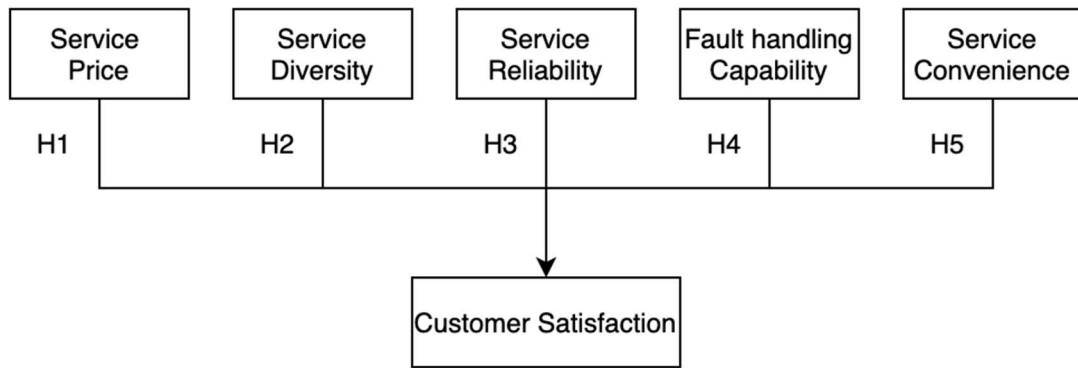 Service
Price
Service
Diversity
Service
Reliability
Fault handling
Capability
Service
Convenience
H1
H2
H3
H4
H5
Customer Satisfaction